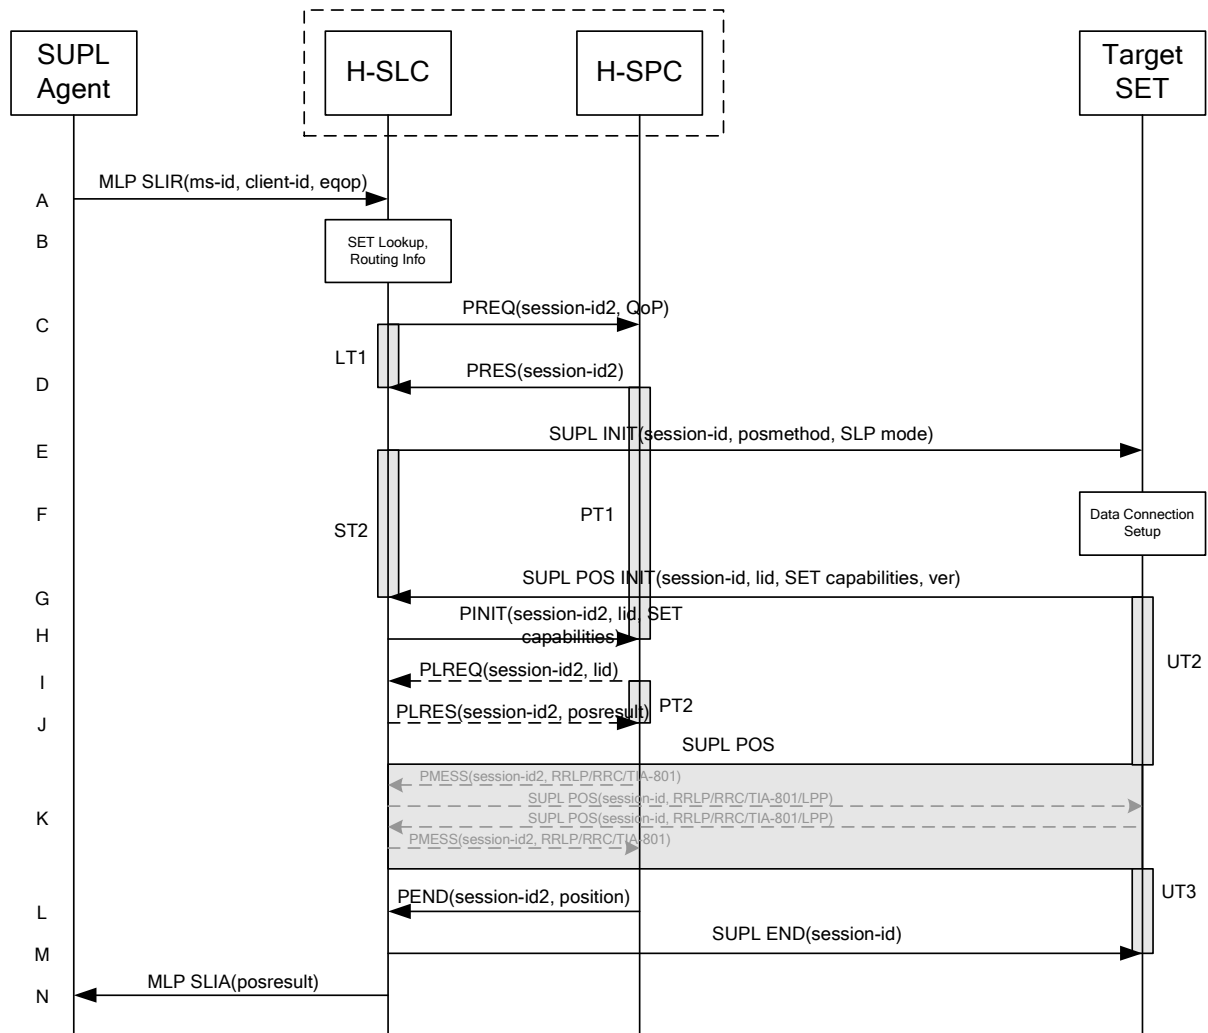 SUPL
Agent
H-SLC
H-SPC
Target
SET
A
MLP SLIR(ms-id, client-id, eqop)
B
SET Lookup,
Routing Info
C
PREQ(session-id2, QoP)
LT1
D
PRES(session-id2)
E
SUPL INIT(session-id, posmethod, SLP mode)
F
ST2
PT1
Data Connection
Setup
G
SUPL POS INIT(session-id, lid, SET capabilities, ver)
H
PINIT(session-id2, lid, SET
capabilities)
UT2
I
PLREQ(session-id2, lid)
J
PLRES(session-id2, posresult)
PT2
SUPL POS
PMESS(session-id2, RRLP/RRC/TIA-801)
SUPL POS(session-id, RRLP/RRC/TIA-801/LPP)
K
SUPL POS(session-id, RRLP/RRC/TIA-801/LPP)
PMESS(session-id2, RRLP/RRC/TIA-801)
L
PEND(session-id2, position)
UT3
M
SUPL END(session-id)
N
MLP SLIA(posresult)